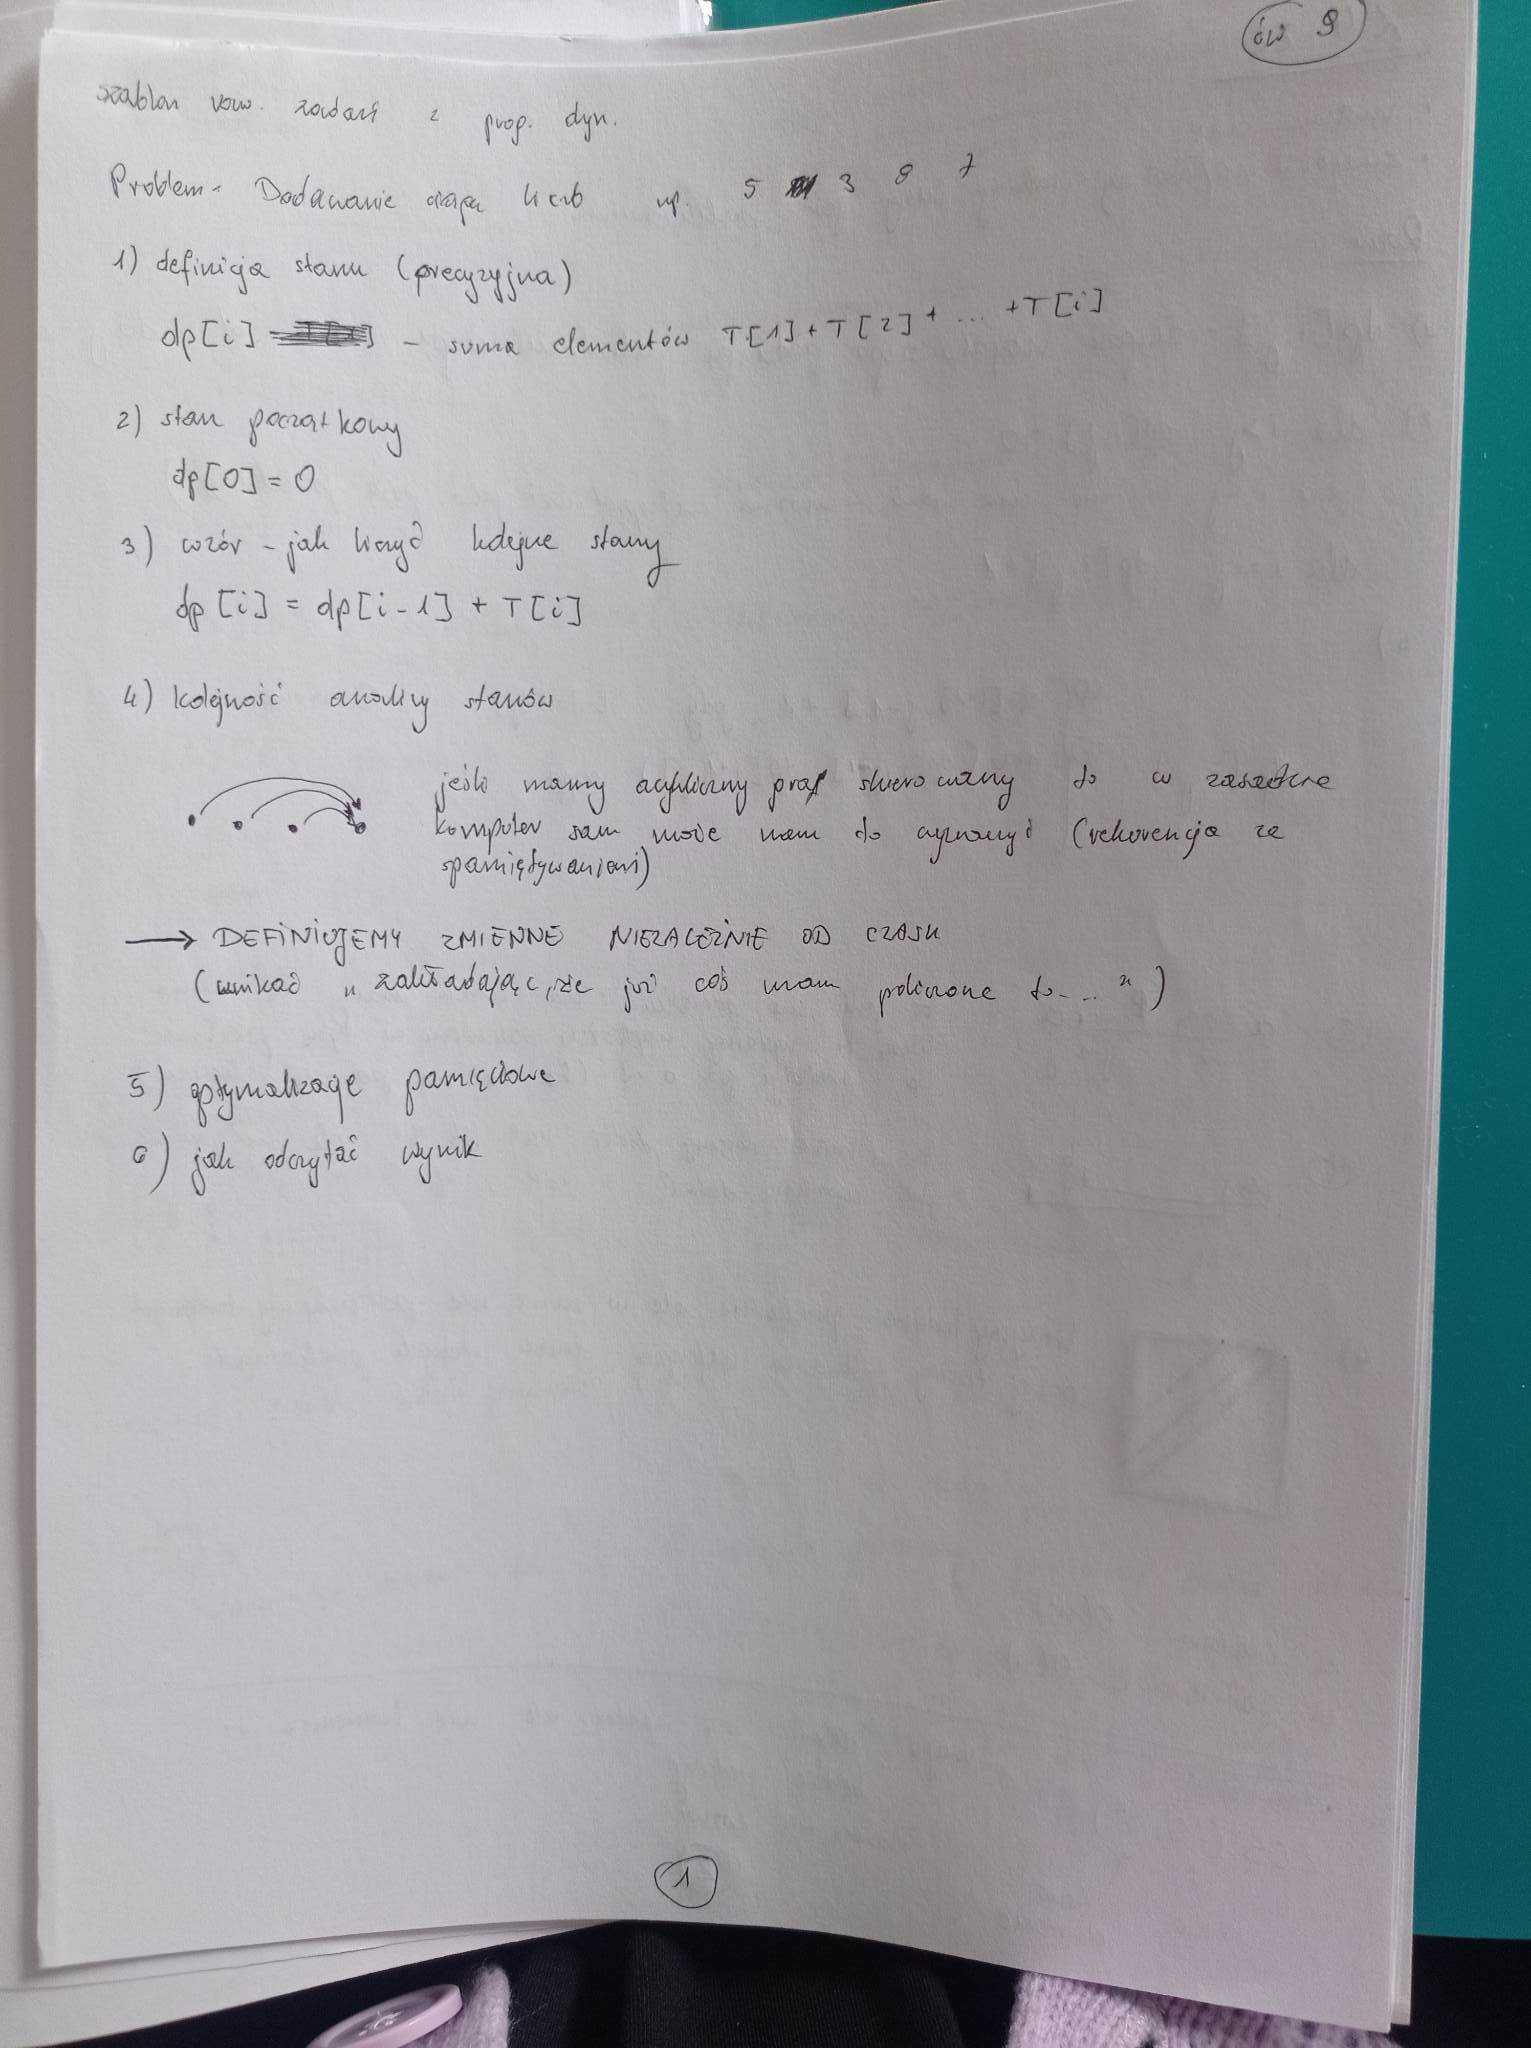 ćw 9
szablon rozw. zadań z prog. dyn.
Problem - Dodawanie ciągu liczb np. 5 3 8 7
1) definicja stanu (precyzyjna)
dp[i] - suma elementów T[1]+T[2]+ ... +T[i]
2) stan początkowy
dp[0] = 0
3) wzór - jak liczyć kolejne stany
dp[i] = dp[i-1] + T[i]
4) kolejność analizy stanów
jeśli mamy acykliczny graf skierowany to w zasadzie
komputer sam może nam to wyznaczyć (rekurencja ze
spamiętywaniem)
→ DEFINIUJEMY ZMIENNE NIEZALEŻNIE OD CZASU
(unikać „zakładając, że już coś mam policzone to...")
5) optymalizacje pamięciowe
6) jak odczytać wynik
1